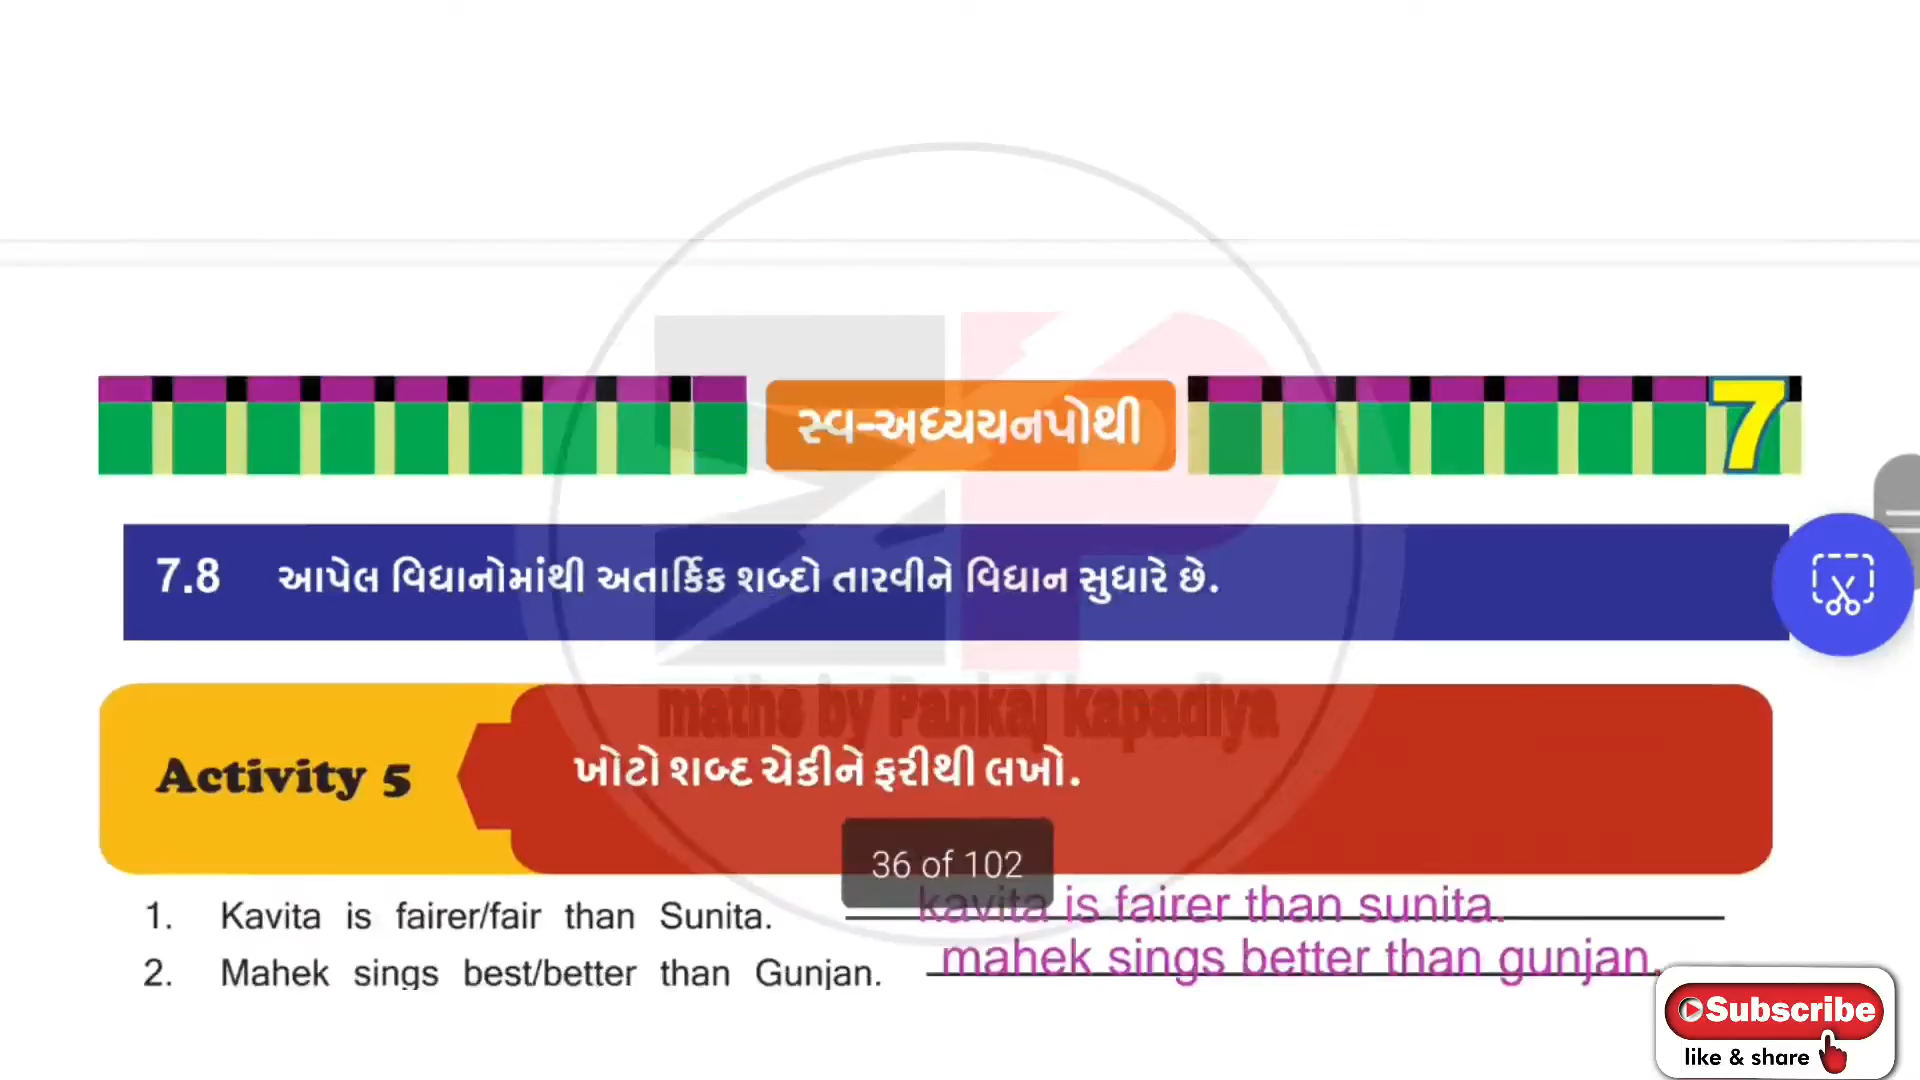 સ્વ-અધ્યયનપોથી
7
7.8 આપેલ વિધાનોમાંથી અતાર્કિક શબ્દો તારવીને વિધાન સુધારે છે.
maths by Pankaj kapadiya
Activity 5
ખોટો શબ્દ ચેકીને ફરીથી લખો.
36 of 102
1. Kavita is fairer/fair than Sunita. kavita is fairer than sunita.
2. Mahek sings best/better than Gunjan. mahek sings better than gunjan.
Subscribe
like & share